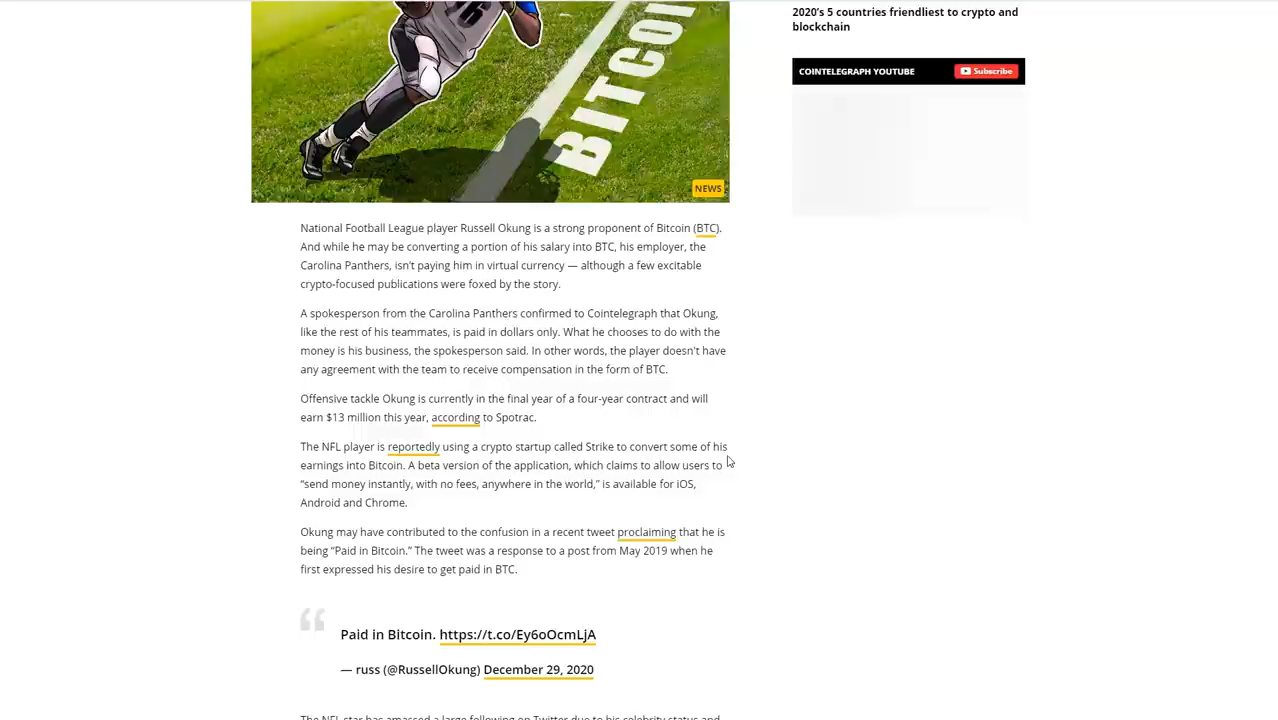 BITCOI
NEWS
2020's 5 countries friendliest to crypto and
blockchain
COINTELEGRAPH YOUTUBE
Subscribe
National Football League player Russell Okung is a strong proponent of Bitcoin (BTC).
And while he may be converting a portion of his salary into BTC, his employer, the
Carolina Panthers, isn't paying him in virtual currency — although a few excitable
crypto-focused publications were foxed by the story.
A spokesperson from the Carolina Panthers confirmed to Cointelegraph that Okung,
like the rest of his teammates, is paid in dollars only. What he chooses to do with the
money is his business, the spokesperson said. In other words, the player doesn't have
any agreement with the team to receive compensation in the form of BTC.
Offensive tackle Okung is currently in the final year of a four-year contract and will
earn $13 million this year, according to Spotrac.
The NFL player is reportedly using a crypto startup called Strike to convert some of his
earnings into Bitcoin. A beta version of the application, which claims to allow users to
“send money instantly, with no fees, anywhere in the world,” is available for iOS,
Android and Chrome.
Okung may have contributed to the confusion in a recent tweet proclaiming that he is
being “Paid in Bitcoin.” The tweet was a response to a post from May 2019 when he
first expressed his desire to get paid in BTC.
Paid in Bitcoin. https://t.co/Ey6oOcmLjA
— russ (@RussellOkung) December 29, 2020
The NFL star has amassed a large following on Twitter due to his celebrity status and